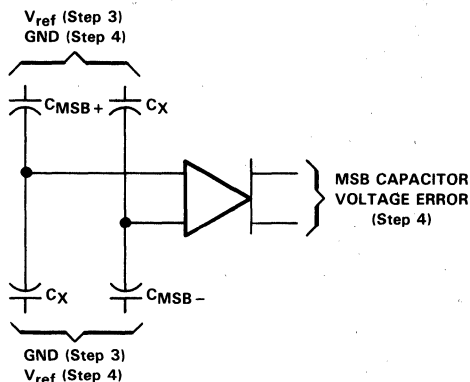 Vref (Step 3)
GND (Step 4)
CMSB+
CX
MSB CAPACITOR
VOLTAGE ERROR
(Step 4)
CX
CMSB−
GND (Step 3)
Vref (Step 4)